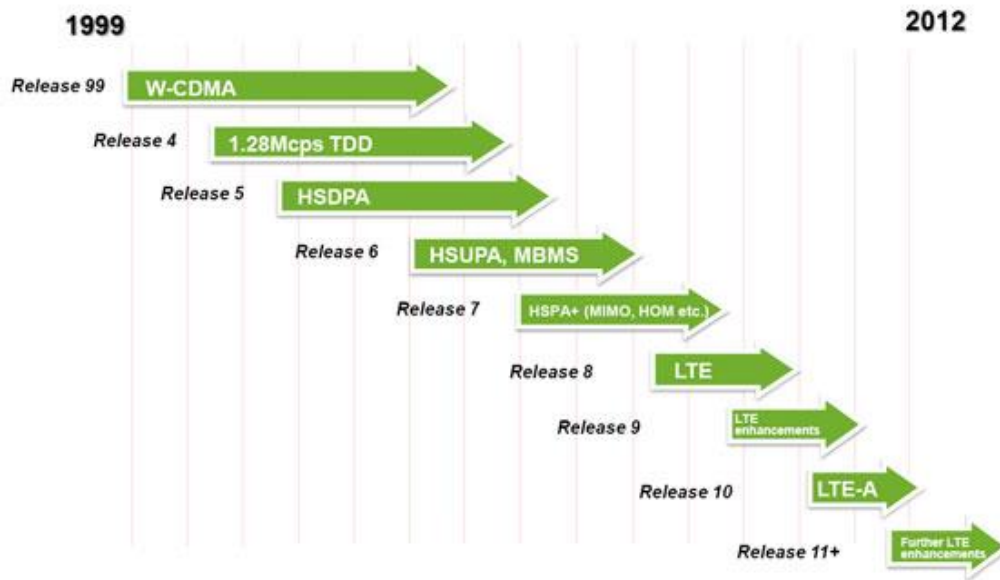 1999
2012
Release 99
W-CDMA
Release 4
1.28Mcps TDD
Release 5
HSDPA
Release 6
HSUPA, MBMS
Release 7
HSPA+ (MIMO, HOM etc.)
Release 8
LTE
Release 9
LTE
enhancements
Release 10
LTE-A
Release 11+
Further LTE
enhancements